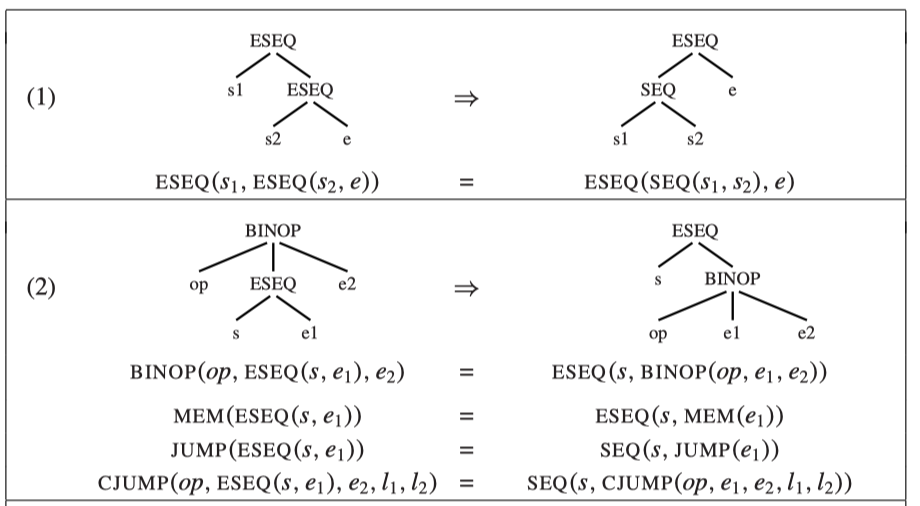 ESEQ ESEQ
(1) s1 ESEQ ⇒ SEQ e
s2 e s1 s2
ESEQ(s₁, ESEQ(s₂, e)) = ESEQ(SEQ(s₁, s₂), e)
BINOP ESEQ
(2) op ESEQ e2 ⇒ s BINOP
s e1 op e1 e2
BINOP(op, ESEQ(s, e₁), e₂) = ESEQ(s, BINOP(op, e₁, e₂))
MEM(ESEQ(s, e₁)) = ESEQ(s, MEM(e₁))
JUMP(ESEQ(s, e₁)) = SEQ(s, JUMP(e₁))
CJUMP(op, ESEQ(s, e₁), e₂, l₁, l₂) = SEQ(s, CJUMP(op, e₁, e₂, l₁, l₂))